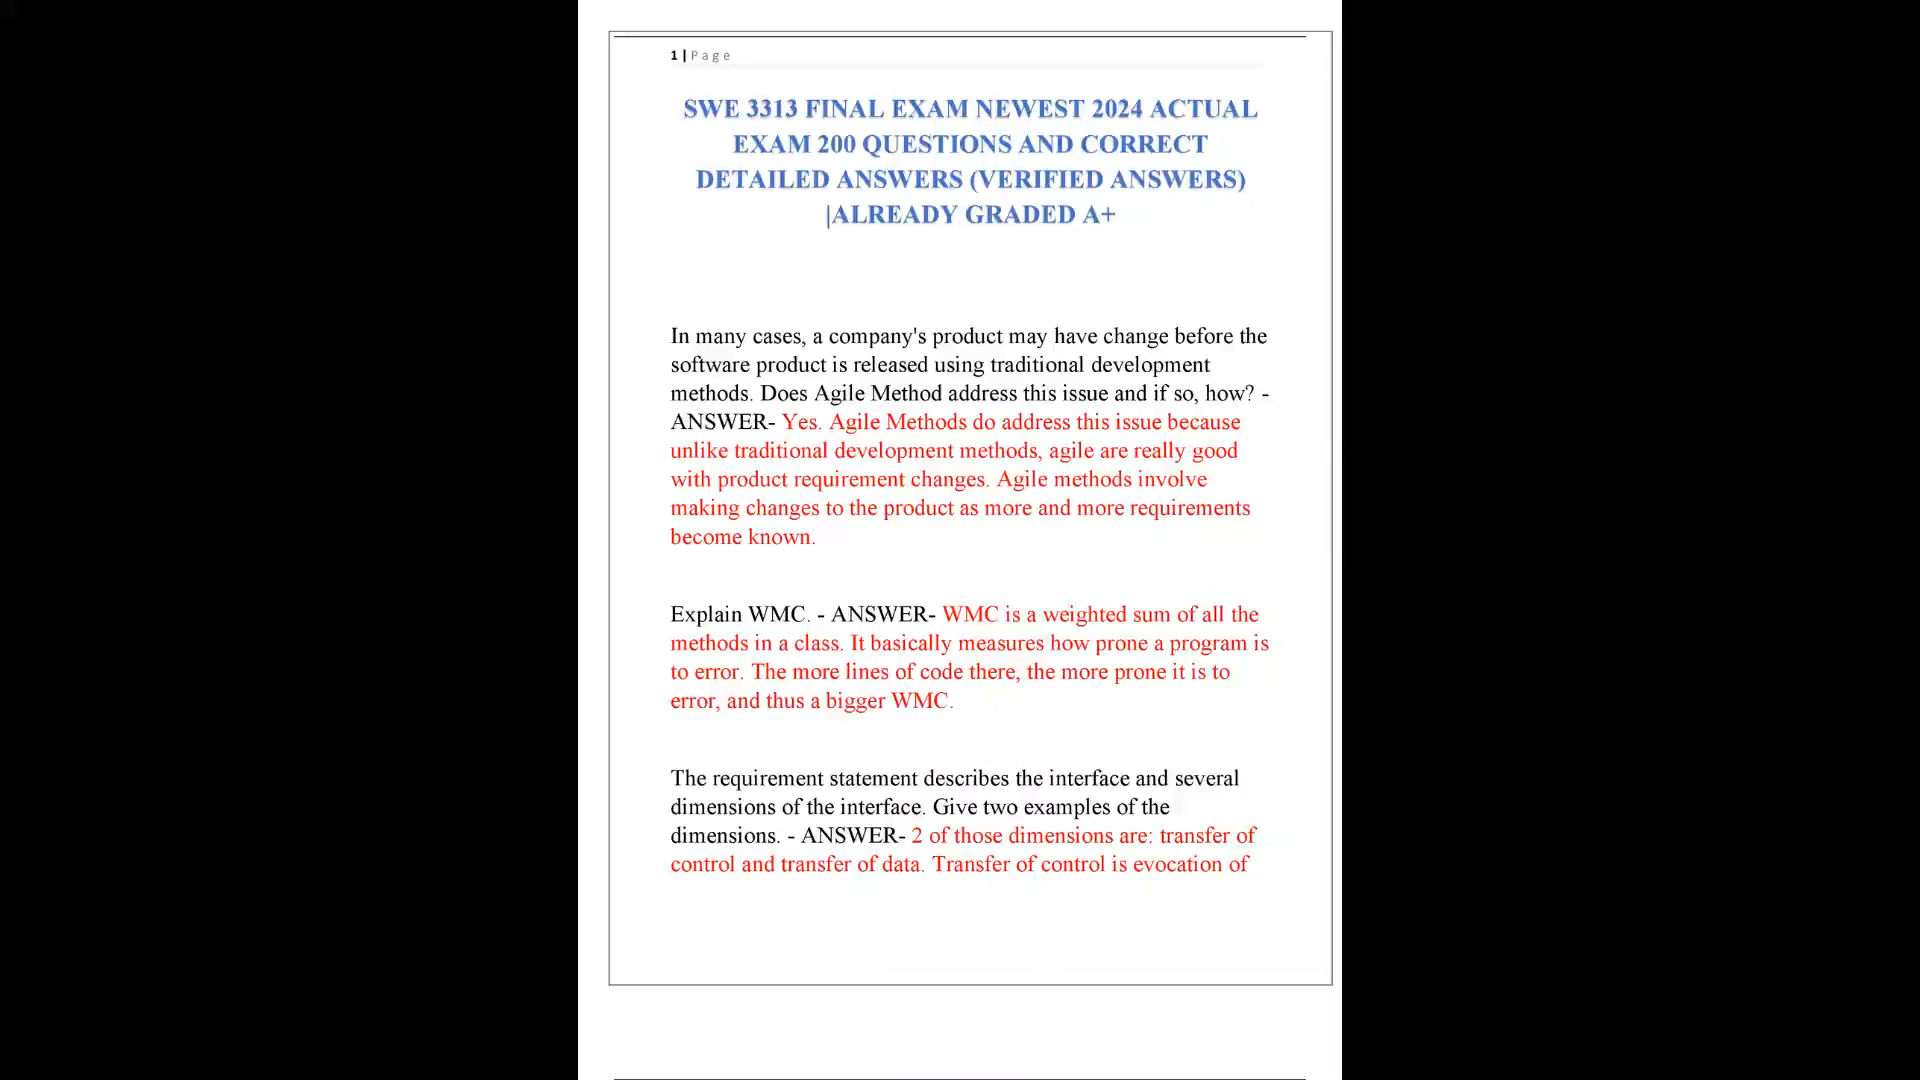 1 | Page
SWE 3313 FINAL EXAM NEWEST 2024 ACTUAL
EXAM 200 QUESTIONS AND CORRECT
DETAILED ANSWERS (VERIFIED ANSWERS)
|ALREADY GRADED A+
In many cases, a company's product may have change before the
software product is released using traditional development
methods. Does Agile Method address this issue and if so, how? -
ANSWER- Yes. Agile Methods do address this issue because
unlike traditional development methods, agile are really good
with product requirement changes. Agile methods involve
making changes to the product as more and more requirements
become known.
Explain WMC. - ANSWER- WMC is a weighted sum of all the
methods in a class. It basically measures how prone a program is
to error. The more lines of code there, the more prone it is to
error, and thus a bigger WMC.
The requirement statement describes the interface and several
dimensions of the interface. Give two examples of the
dimensions. - ANSWER- 2 of those dimensions are: transfer of
control and transfer of data. Transfer of control is evocation of